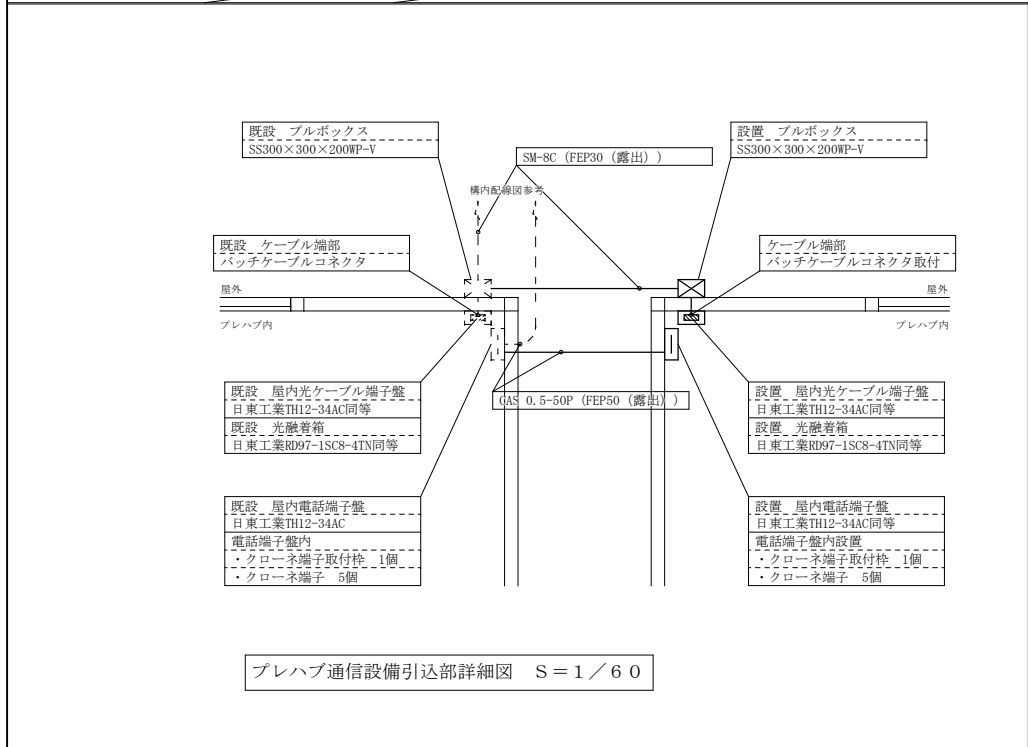 既設　プルボックス
SS300×300×200WP-V
設置　プルボックス
SS300×300×200WP-V
SM-8C (FEP30（露出）)
構内配線図参考
既設　ケーブル端部
バッチケーブルコネクタ
ケーブル端部
バッチケーブルコネクタ取付
屋外
屋外
プレハブ内
プレハブ内
既設　屋内光ケーブル端子盤
日東工業TH12-34AC同等
既設　光融着箱
日東工業RD97-1SC8-4TN同等
CAS 0.5-50P (FEP50（露出）)
設置　屋内光ケーブル端子盤
日東工業TH12-34AC同等
設置　光融着箱
日東工業RD97-1SC8-4TN同等
既設　屋内電話端子盤
日東工業TH12-34AC
電話端子盤内
・クローネ端子取付枠　1個
・クローネ端子　5個
設置　屋内電話端子盤
日東工業TH12-34AC同等
電話端子盤内設置
・クローネ端子取付枠　1個
・クローネ端子　5個
プレハブ通信設備引込部詳細図　S＝1／60